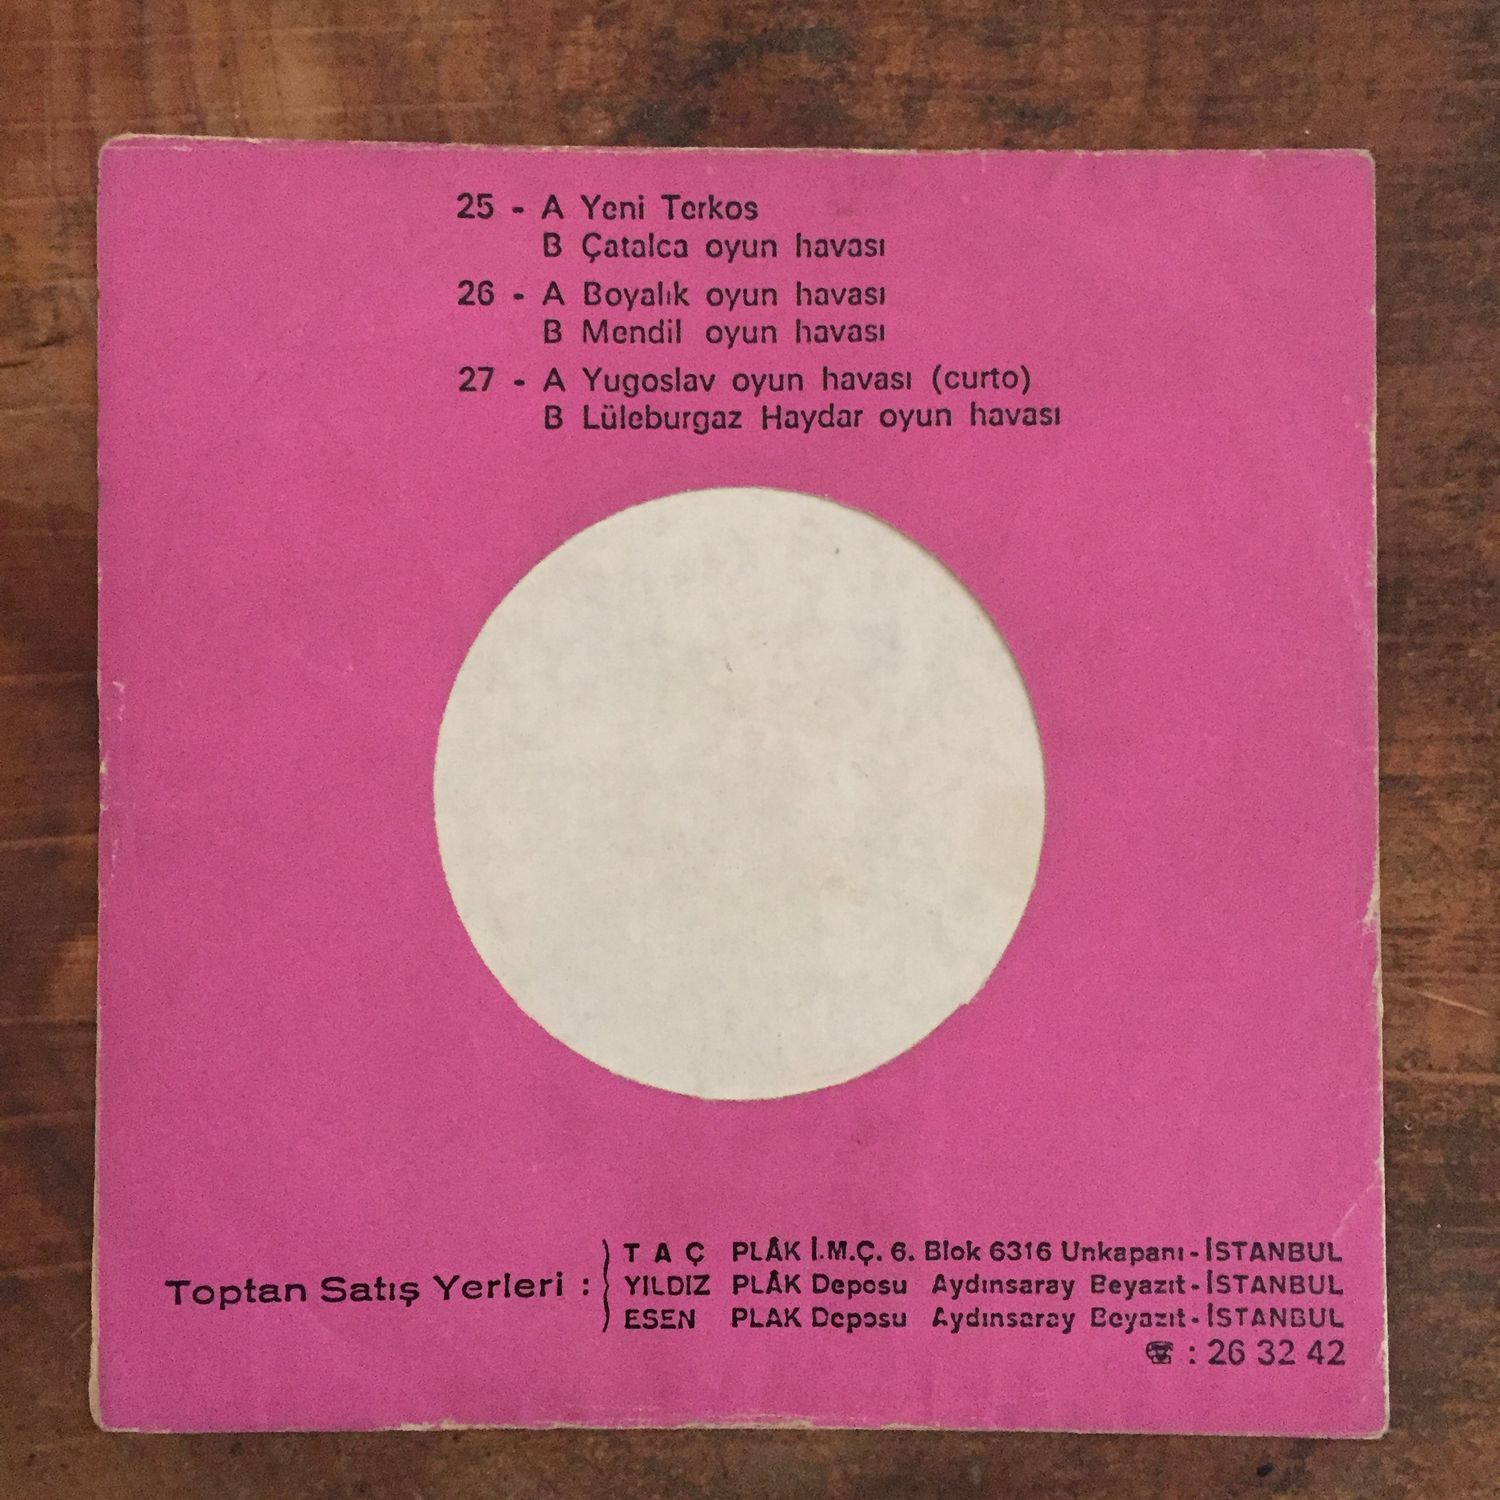 25 - A Yeni Terkos
B Çatalca oyun havası
26 - A Boyalık oyun havası
B Mendil oyun havası
27 - A Yugoslav oyun havası (curto)
B Lüleburgaz Haydar oyun havası
Toptan Satış Yerleri :
TAÇ PLÂK İ.M.Ç. 6. Blok 6316 Unkapanı - İSTANBUL
YILDIZ PLÂK Deposu Aydınsaray Beyazıt - İSTANBUL
ESEN PLAK Deposu Aydınsaray Beyazıt - İSTANBUL
☎ : 26 32 42